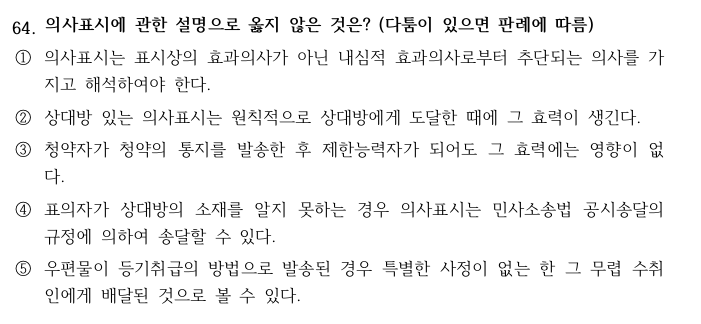 64. 의사표시에 관한 설명으로 옳지 않은 것은? (다툼이 있으면 판례에 따름)
① 의사표시는 표시상의 효과의사가 아닌 내심적 효과의사로부터 추단되는 의사를 가
지고 해석하여야 한다.
② 상대방 있는 의사표시는 원칙적으로 상대방에게 도달한 때에 그 효력이 생긴다.
③ 청약자가 청약의 통지를 발송한 후 제한능력자가 되어도 그 효력에는 영향이 없
다.
④ 표의자가 상대방의 소재를 알지 못하는 경우 의사표시는 민사소송법 공시송달의
규정에 의하여 송달할 수 있다.
⑤ 우편물이 등기취급의 방법으로 발송된 경우 특별한 사정이 없는 한 그 무렵 수취
인에게 배달된 것으로 볼 수 있다.